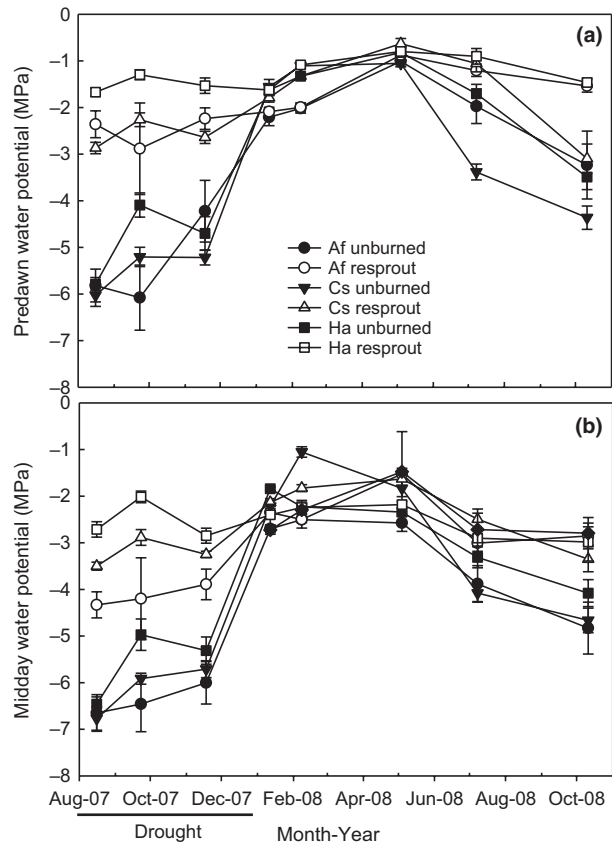 0
−1
−2
−3
−4
−5
−6
−7
−8
Predawn water potential (MPa)
(a)
Af unburned
Af resprout
Cs unburned
Cs resprout
Ha unburned
Ha resprout
0
−1
−2
−3
−4
−5
−6
−7
−8
Midday water potential (MPa)
(b)
Aug-07 Oct-07 Dec-07 Feb-08 Apr-08 Jun-08 Aug-08 Oct-08
Drought Month-Year